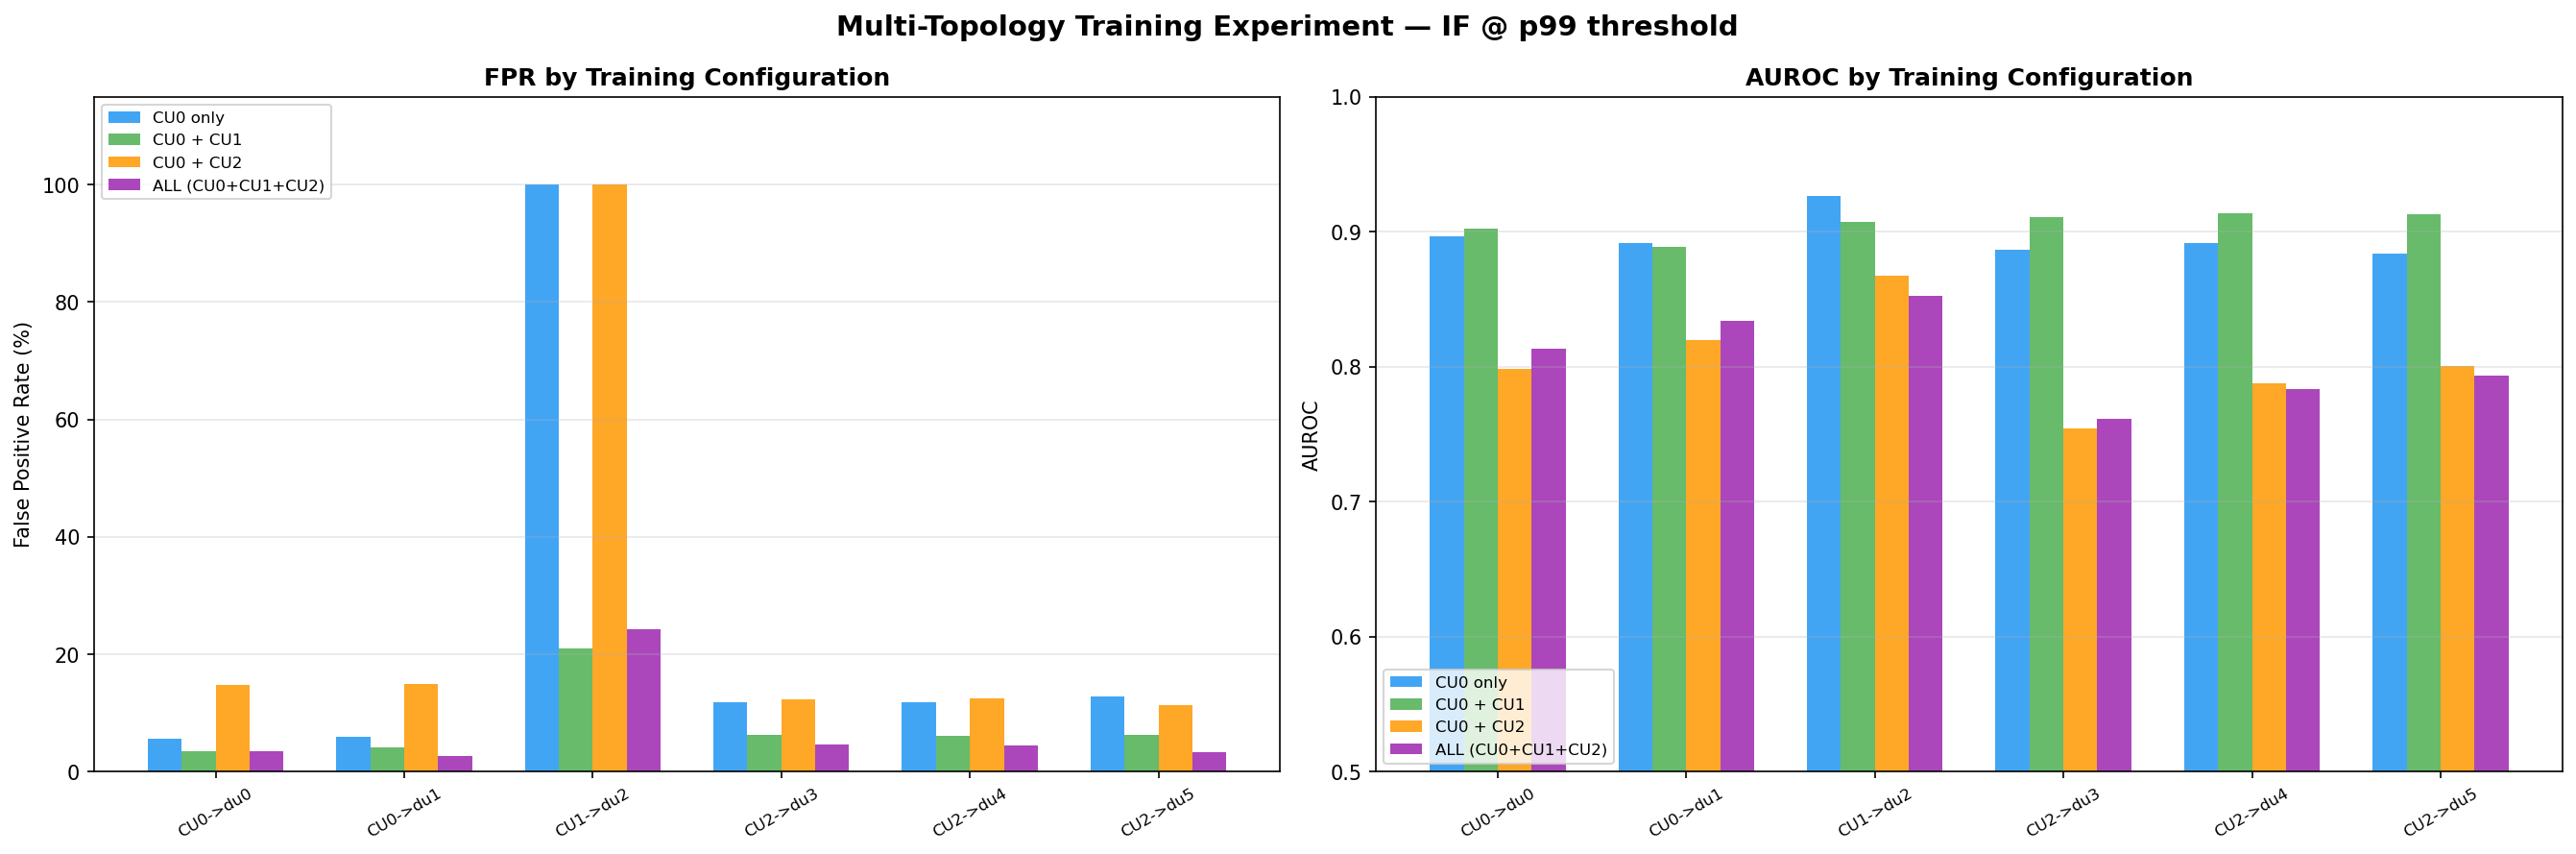 Multi-Topology Training Experiment — IF @ p99 threshold
FPR by Training Configuration
CU0 only
CU0 + CU1
CU0 + CU2
ALL (CU0+CU1+CU2)
100
80
60
40
20
0
False Positive Rate (%)
CU0->du0
CU0->du1
CU1->du2
CU2->du3
CU2->du4
CU2->du5
AUROC by Training Configuration
1.0
0.9
0.8
0.7
0.6
0.5
AUROC
CU0 only
CU0 + CU1
CU0 + CU2
ALL (CU0+CU1+CU2)
CU0->du0
CU0->du1
CU1->du2
CU2->du3
CU2->du4
CU2->du5